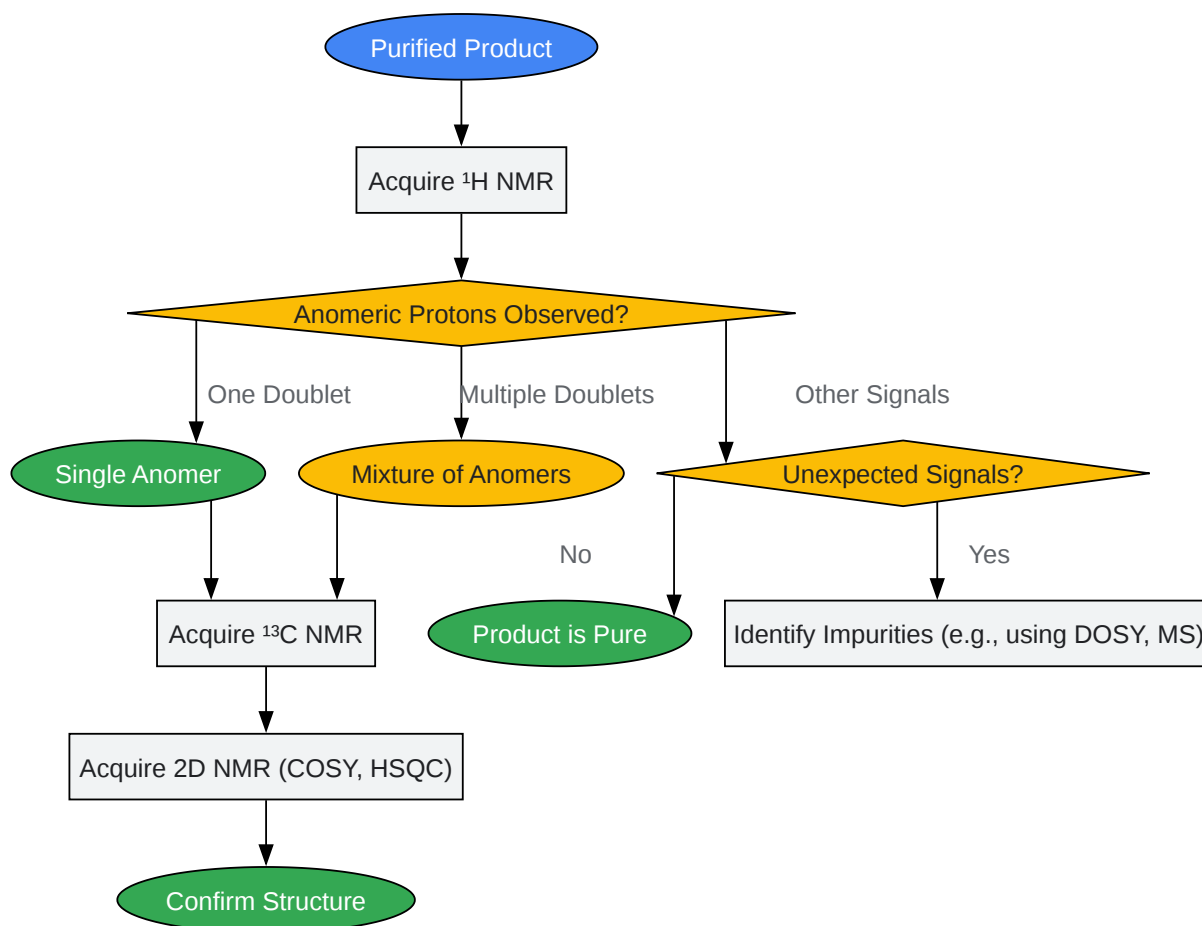 Purified Product
Acquire ¹H NMR
Anomeric Protons Observed?
One Doublet
Multiple Doublets
Other Signals
Single Anomer
Mixture of Anomers
Unexpected Signals?
No
Yes
Acquire ¹³C NMR
Product is Pure
Identify Impurities (e.g., using DOSY, MS)
Acquire 2D NMR (COSY, HSQC)
Confirm Structure